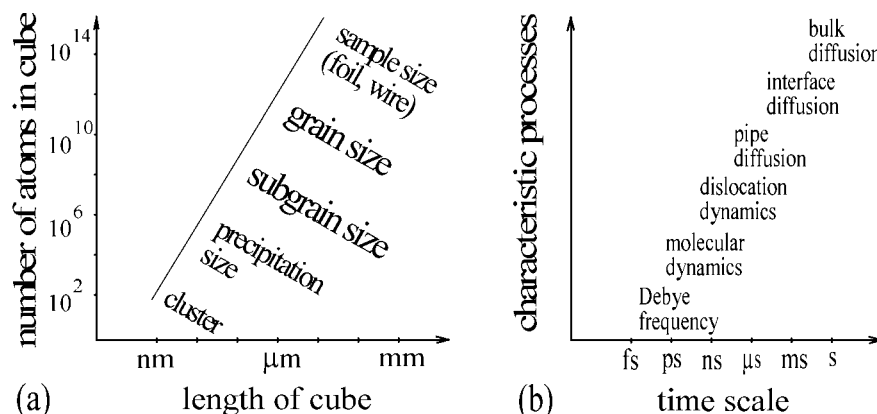 number of atoms in cube
10^14
10^10
10^6
10^2
sample size
(foil, wire)
grain size
subgrain size
precipitation
size
cluster
nm
μm
mm
(a)
length of cube
characteristic processes
bulk
diffusion
interface
diffusion
pipe
diffusion
dislocation
dynamics
molecular
dynamics
Debye
frequency
fs
ps
ns
μs
ms
s
(b)
time scale